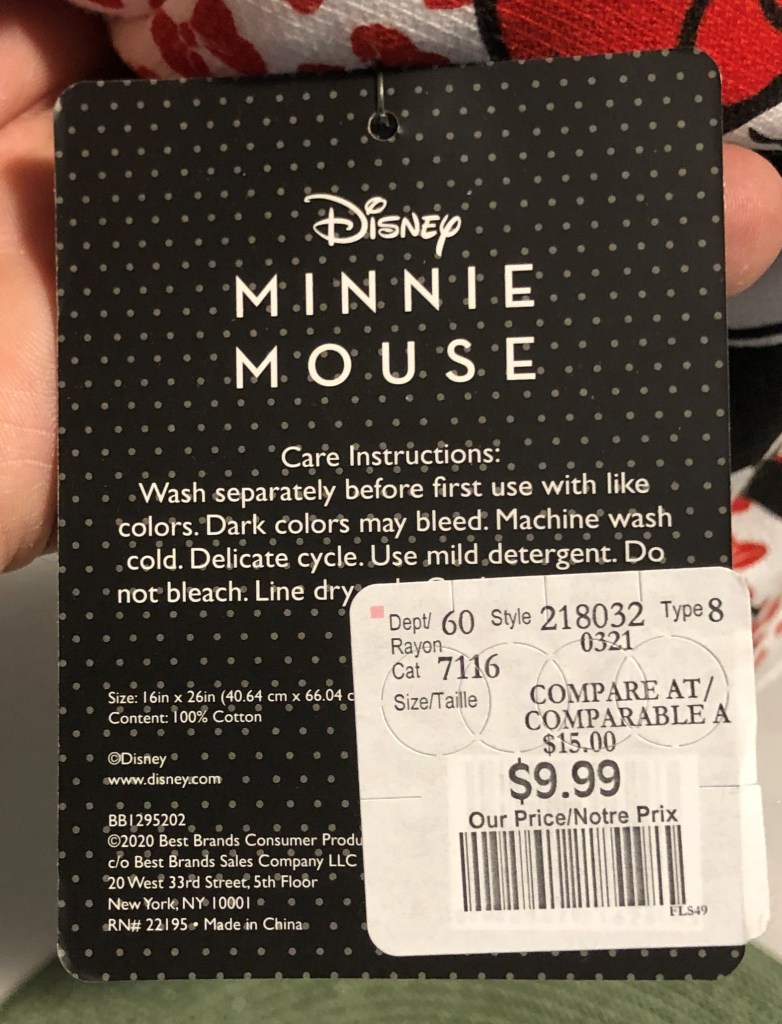 Disney
MINNIE
MOUSE
Care Instructions:
Wash separately before first use with like
colors. Dark colors may bleed. Machine wash
cold. Delicate cycle. Use mild detergent. Do
not bleach. Line dry
Size: 16in x 26in (40.64 cm x 66.04 c
Content: 100% Cotton
©Disney
www.disney.com
BB1295202
©2020 Best Brands Consumer Produ
c/o Best Brands Sales Company LLC
20 West 33rd Street, 5th Floor
New York, NY 10001
RN# 22195 • Made in China
Dept/ 60 Style 218032 Type 8
Rayon 0321
Cat 7116
Size/Taille
COMPARE AT/
COMPARABLE A
$15.00
$9.99
Our Price/Notre Prix
FLS49